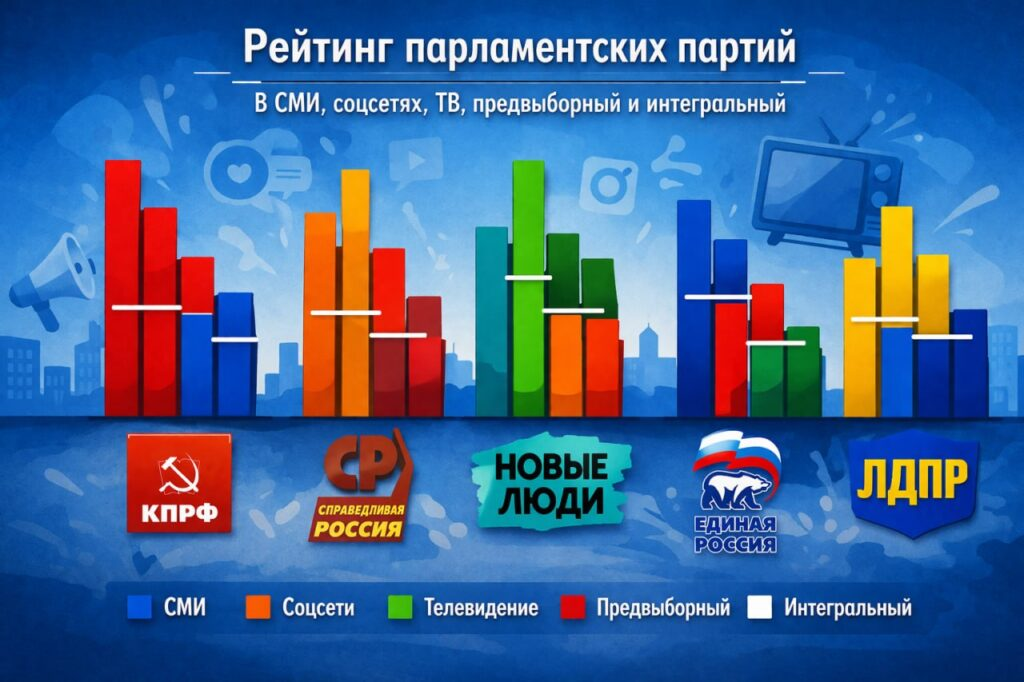 Рейтинг парламентских партий
В СМИ, соцсетях, ТВ, предвыборный и интегральный
КПРФ
СР
СПРАВЕДЛИВАЯ
РОССИЯ
НОВЫЕ
ЛЮДИ
ЕДИНАЯ
РОССИЯ
ЛДПР
СМИ
Соцсети
Телевидение
Предвыборный
Интегральный